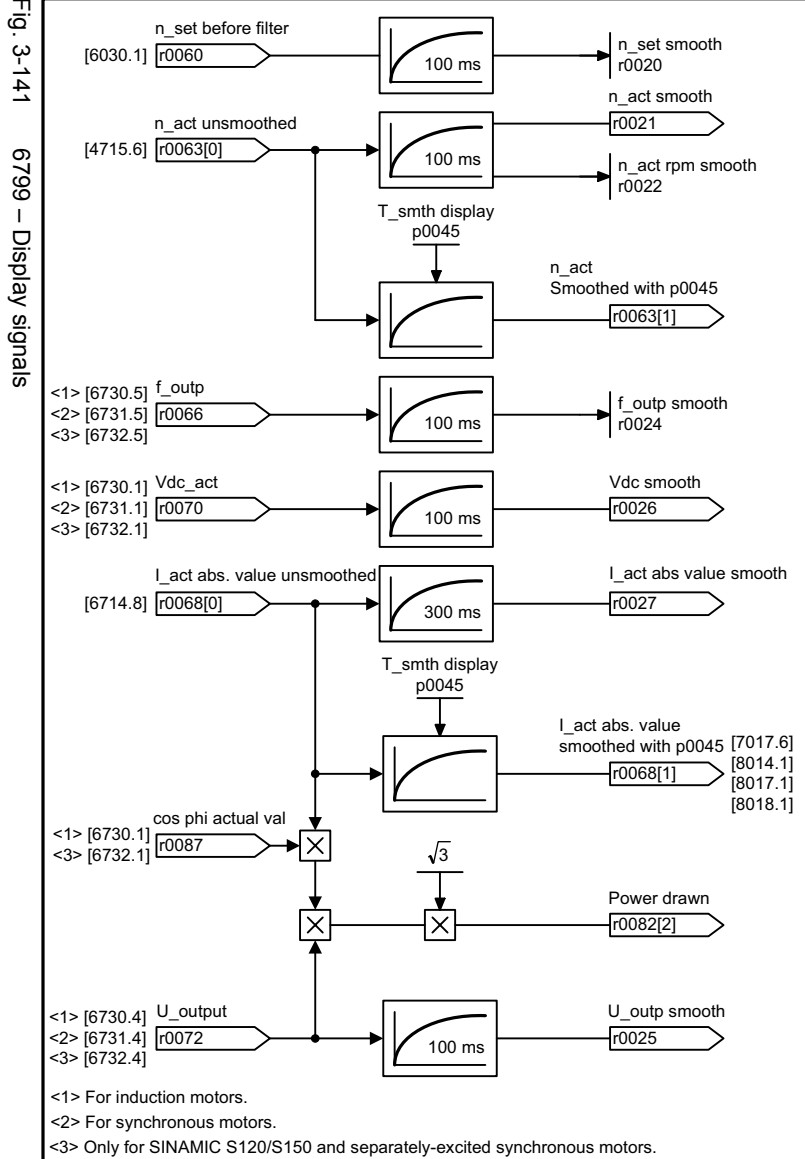 Fig. 3-141 6799 – Display signals
n_set before filter
[6030.1] r0060
100 ms
n_set smooth
r0020
n_act unsmoothed
[4715.6] r0063[0]
100 ms
n_act smooth
r0021
n_act rpm smooth
r0022
T_smth display
p0045
n_act
Smoothed with p0045
r0063[1]
<1> [6730.5] f_outp
<2> [6731.5] r0066
<3> [6732.5]
100 ms
f_outp smooth
r0024
<1> [6730.1] Vdc_act
<2> [6731.1] r0070
<3> [6732.1]
100 ms
Vdc smooth
r0026
I_act abs. value unsmoothed
[6714.8] r0068[0]
300 ms
I_act abs value smooth
r0027
T_smth display
p0045
I_act abs. value
smoothed with p0045 [7017.6]
r0068[1] [8014.1]
[8017.1]
[8018.1]
cos phi actual val
<1> [6730.1] r0087
<3> [6732.1]
√3
Power drawn
r0082[2]
<1> [6730.4] U_output
<2> [6731.4] r0072
<3> [6732.4]
100 ms
U_outp smooth
r0025
<1> For induction motors.
<2> For synchronous motors.
<3> Only for SINAMIC S120/S150 and separately-excited synchronous motors.